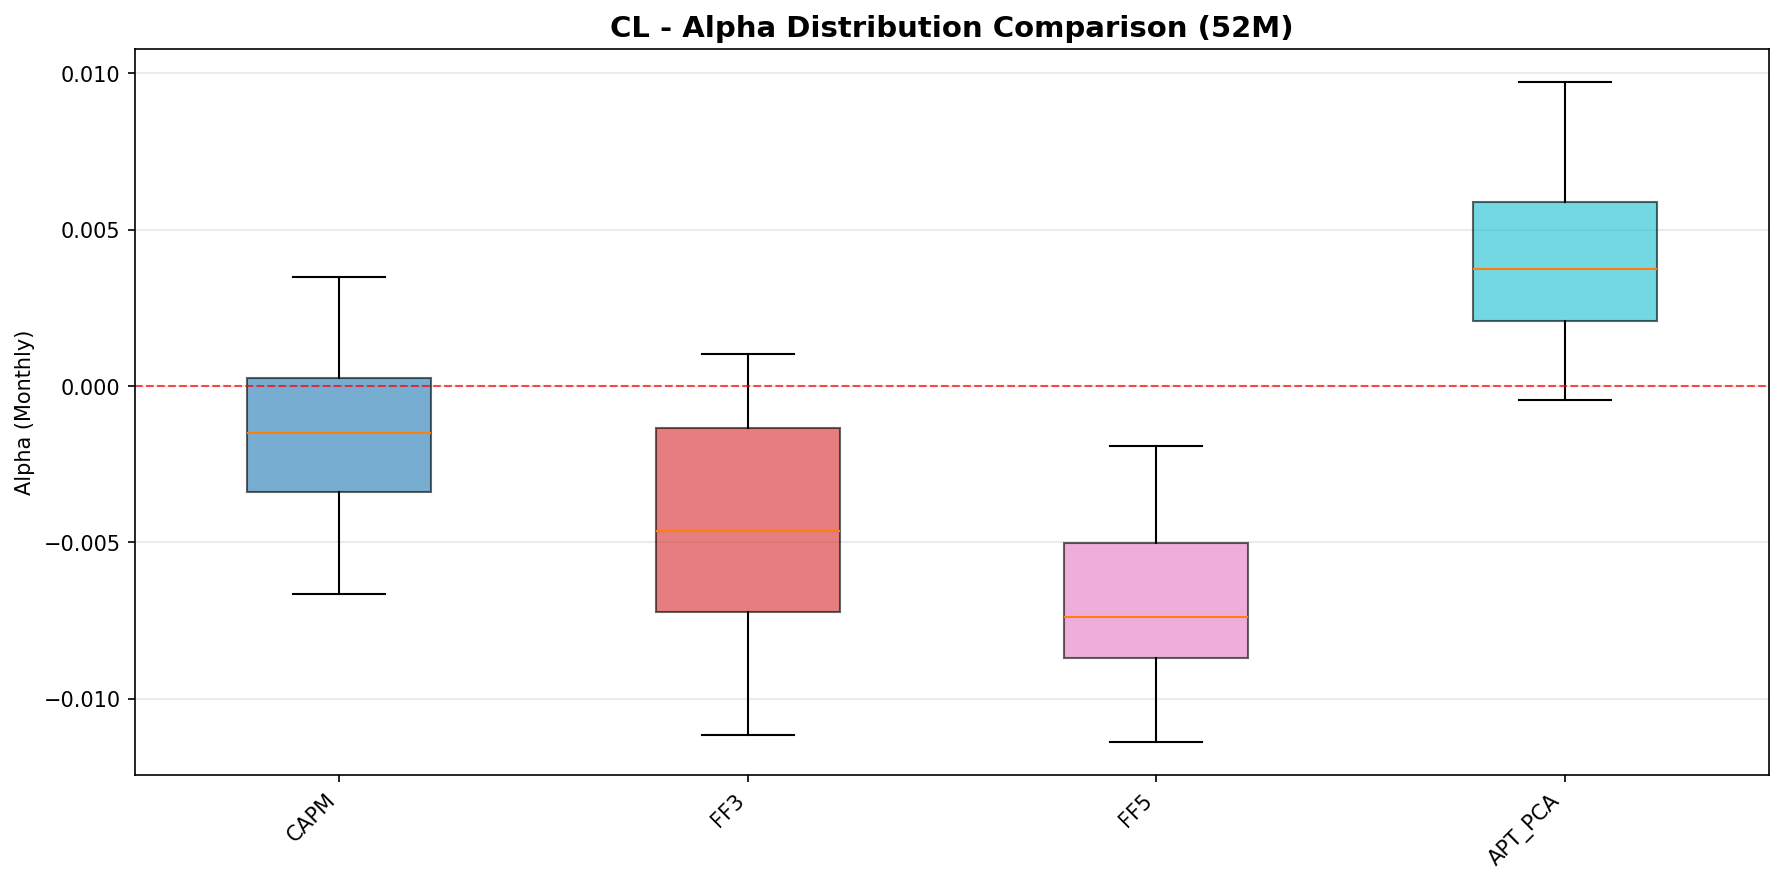 CL - Alpha Distribution Comparison (52M)
Alpha (Monthly)
0.010
0.005
0.000
−0.005
−0.010
CAPM
FF3
FF5
APT_PCA